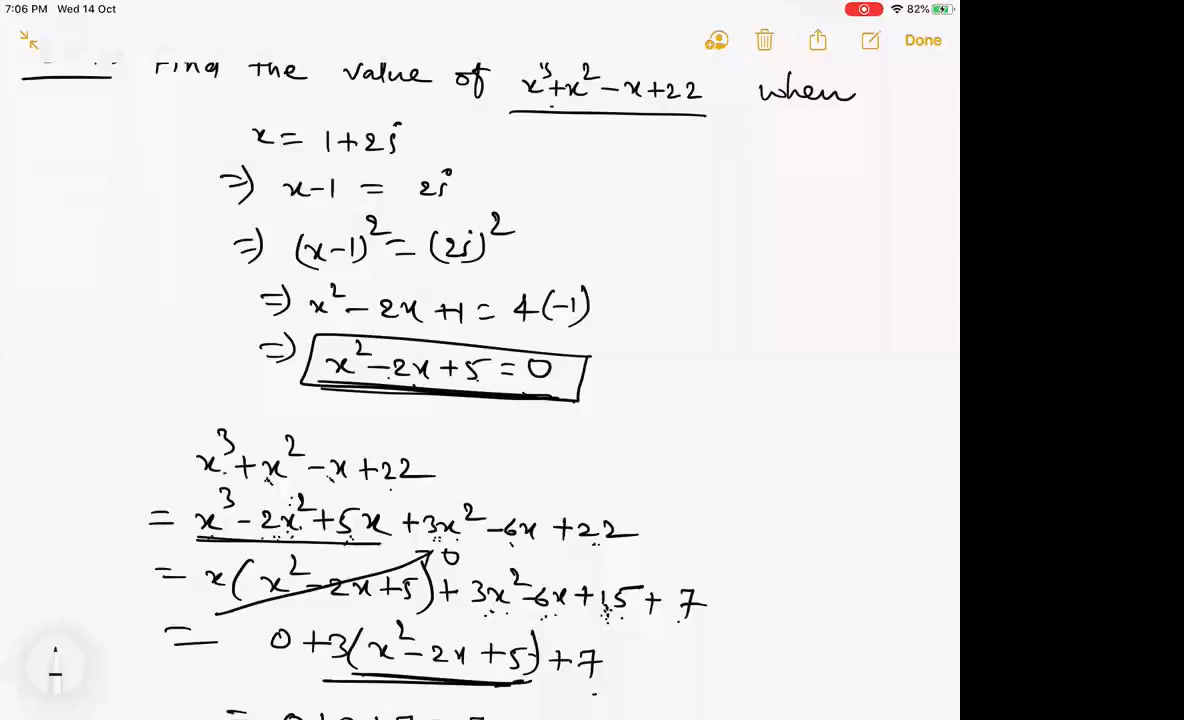 7:06 PM Wed 14 Oct 82%
Done
Find the value of x³+x²-x+22 when
x = 1+2i
⇒) x-1 = 2i
⇒) (x-1)² = (2i)²
⇒) x²-2x+1 = 4(-1)
⇒) x²-2x+5 = 0
x³+x²-x+22
= x³-2x²+5x+3x²-6x+22
= x(x²-2x+5)→0 + 3x²-6x+15+7
= 0+3(x²-2x+5)+7